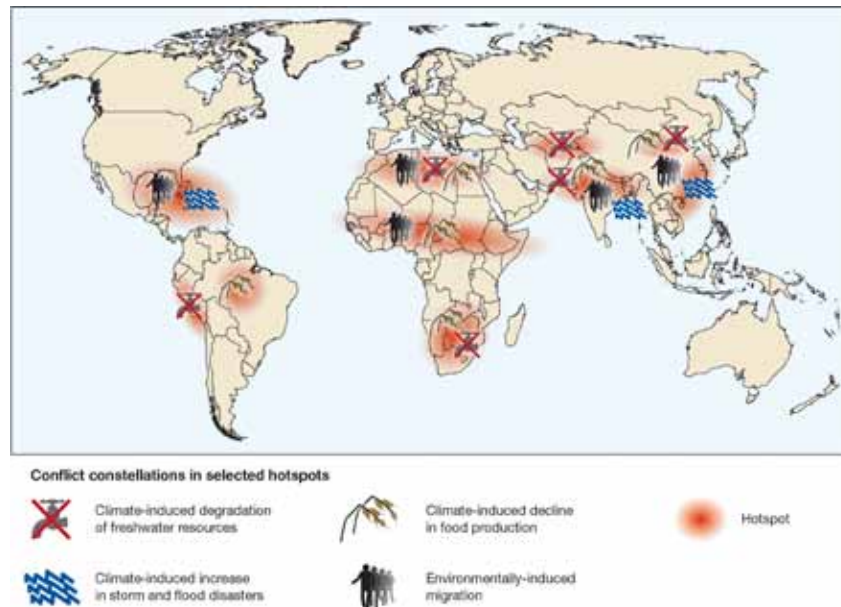 Conflict constellations in selected hotspots
Climate-induced degradation
of freshwater resources
Climate-induced decline
in food production
Hotspot
Climate-induced increase
in storm and flood disasters
Environmentally-induced
migration